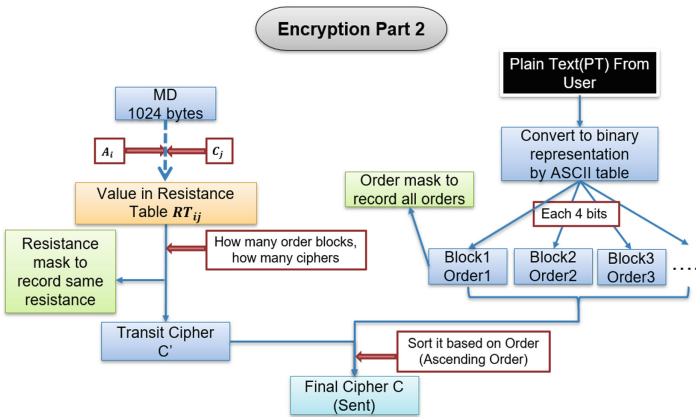 Encryption Part 2
Plain Text(PT) From
User
MD
1024 bytes
Convert to binary
representation
by ASCII table
A_i
C_j
Value in Resistance
Table RT_ij
Order mask to
record all orders
Each 4 bits
Resistance
mask to
record same
resistance
How many order blocks,
how many ciphers
Block1
Order1
Block2
Order2
Block3
Order3
....
Transit Cipher
C’
Sort it based on Order
(Ascending Order)
Final Cipher C
(Sent)